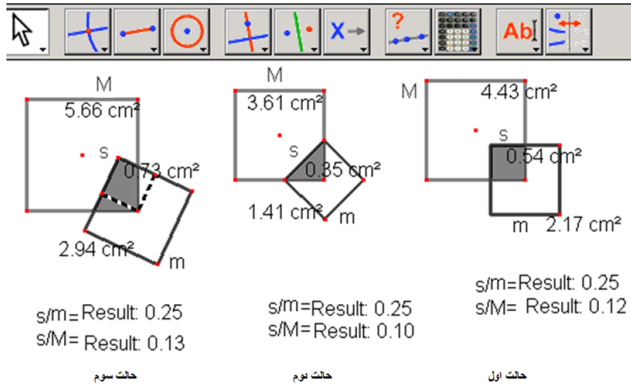 ? Ab
X
M M M
5.66 cm² 3.61 cm² 4.43 cm²
s s s
0.73 cm² 0.35 cm² 0.54 cm²
2.94 cm² 1.41 cm² 2.17 cm²
m m m
s/m= Result: 0.25
s/M= Result: 0.13
s/m= Result: 0.25
s/M= Result: 0.10
s/m= Result: 0.25
s/M= Result: 0.12
حالت سوم
حالت دوم
حالت اول